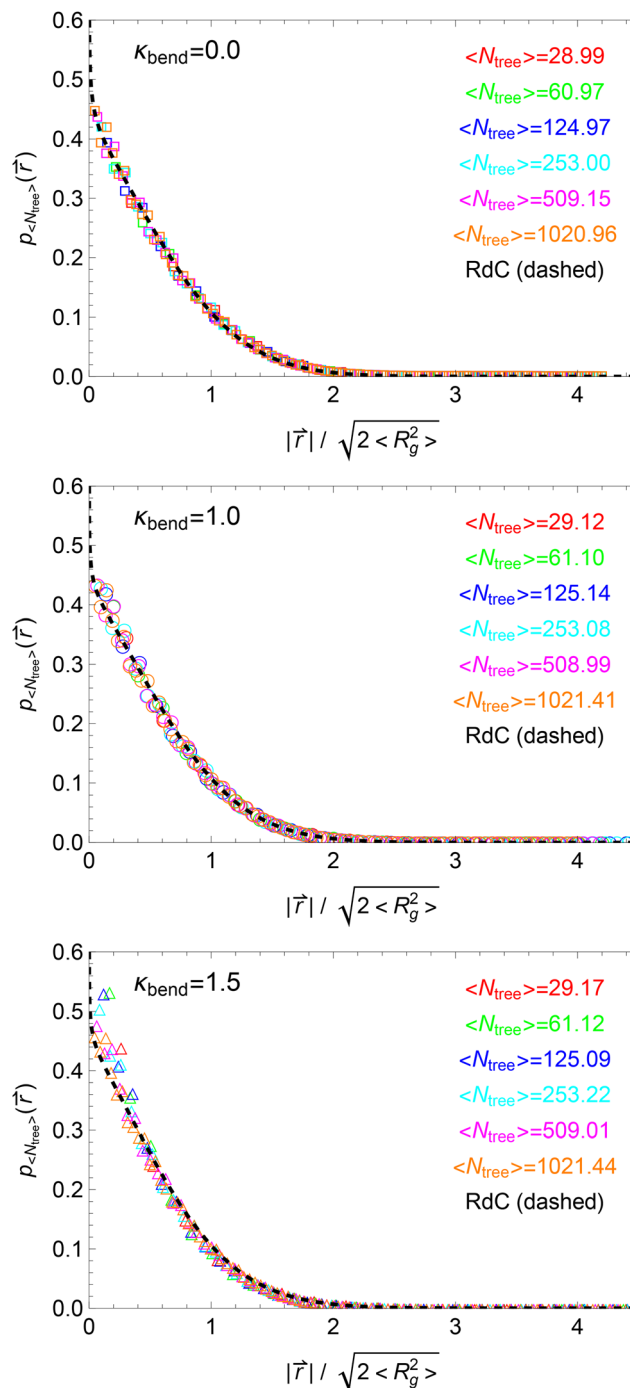 κbend=0.0
<Ntree>=28.99
<Ntree>=60.97
<Ntree>=124.97
<Ntree>=253.00
<Ntree>=509.15
<Ntree>=1020.96
RdC (dashed)
p<Ntree>(r⃗)
0.6
0.5
0.4
0.3
0.2
0.1
0.0
0 1 2 3 4
|r⃗| / √2 < Rg² >
κbend=1.0
<Ntree>=29.12
<Ntree>=61.10
<Ntree>=125.14
<Ntree>=253.08
<Ntree>=508.99
<Ntree>=1021.41
RdC (dashed)
p<Ntree>(r⃗)
0.6
0.5
0.4
0.3
0.2
0.1
0.0
0 1 2 3 4
|r⃗| / √2 < Rg² >
κbend=1.5
<Ntree>=29.17
<Ntree>=61.12
<Ntree>=125.09
<Ntree>=253.22
<Ntree>=509.01
<Ntree>=1021.44
RdC (dashed)
p<Ntree>(r⃗)
0.6
0.5
0.4
0.3
0.2
0.1
0.0
0 1 2 3 4
|r⃗| / √2 < Rg² >